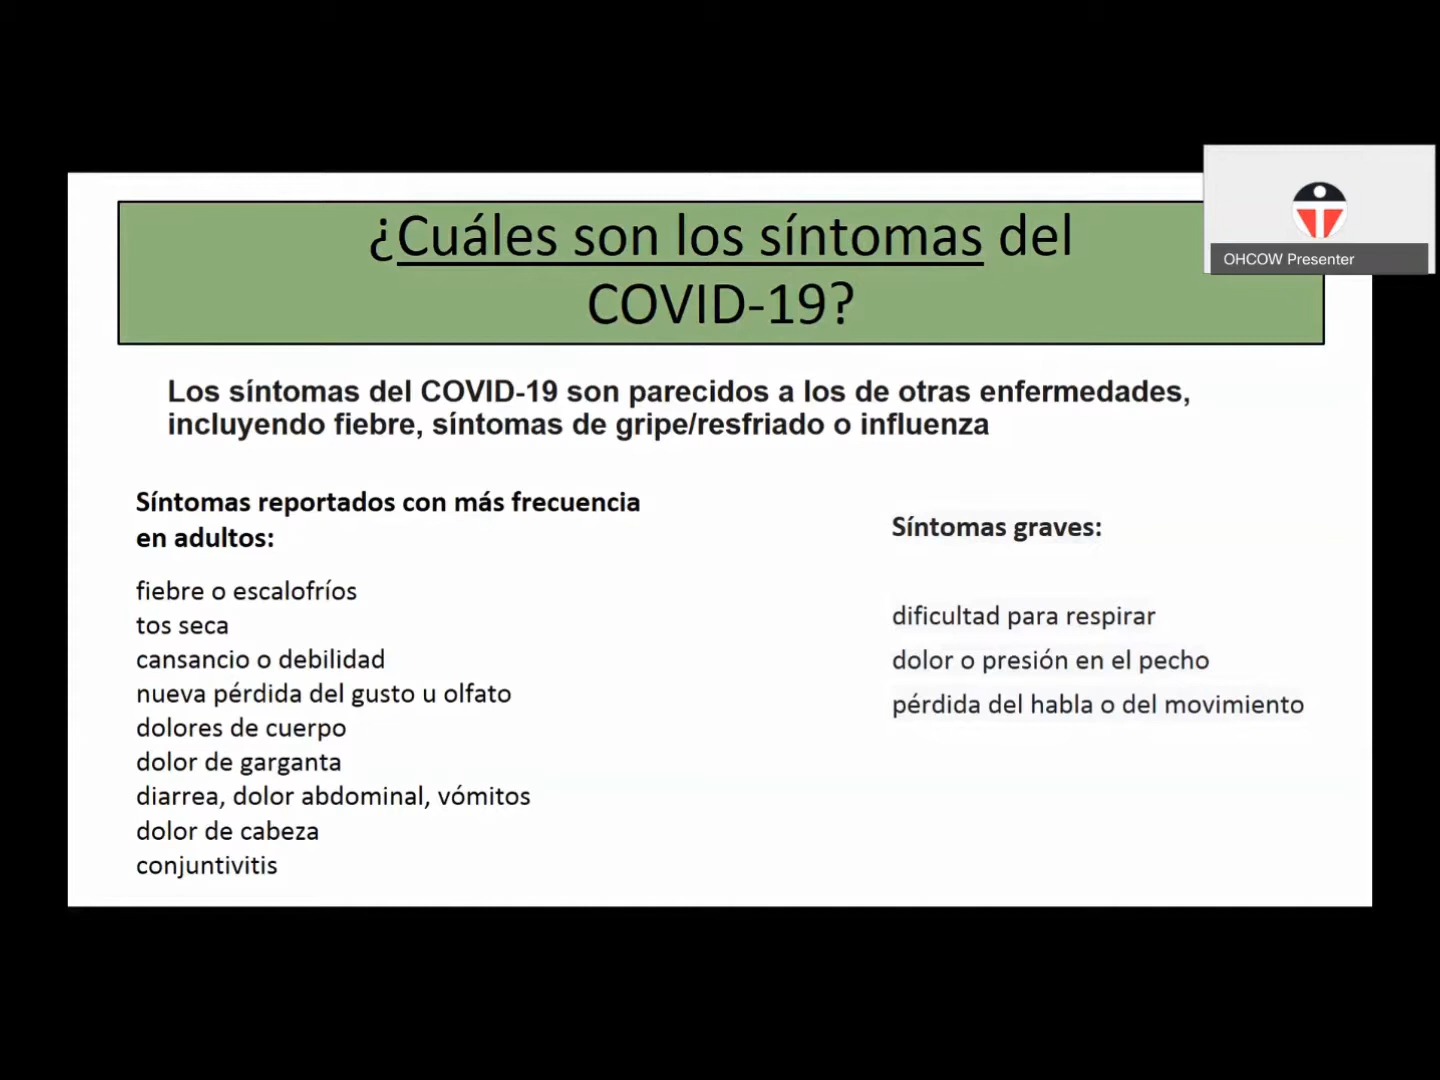 ¿Cuáles son los síntomas del
COVID-19?
OHCOW Presenter
Los síntomas del COVID-19 son parecidos a los de otras enfermedades,
incluyendo fiebre, síntomas de gripe/resfriado o influenza
Síntomas reportados con más frecuencia
en adultos:
fiebre o escalofríos
tos seca
cansancio o debilidad
nueva pérdida del gusto u olfato
dolores de cuerpo
dolor de garganta
diarrea, dolor abdominal, vómitos
dolor de cabeza
conjuntivitis
Síntomas graves:
dificultad para respirar
dolor o presión en el pecho
pérdida del habla o del movimiento